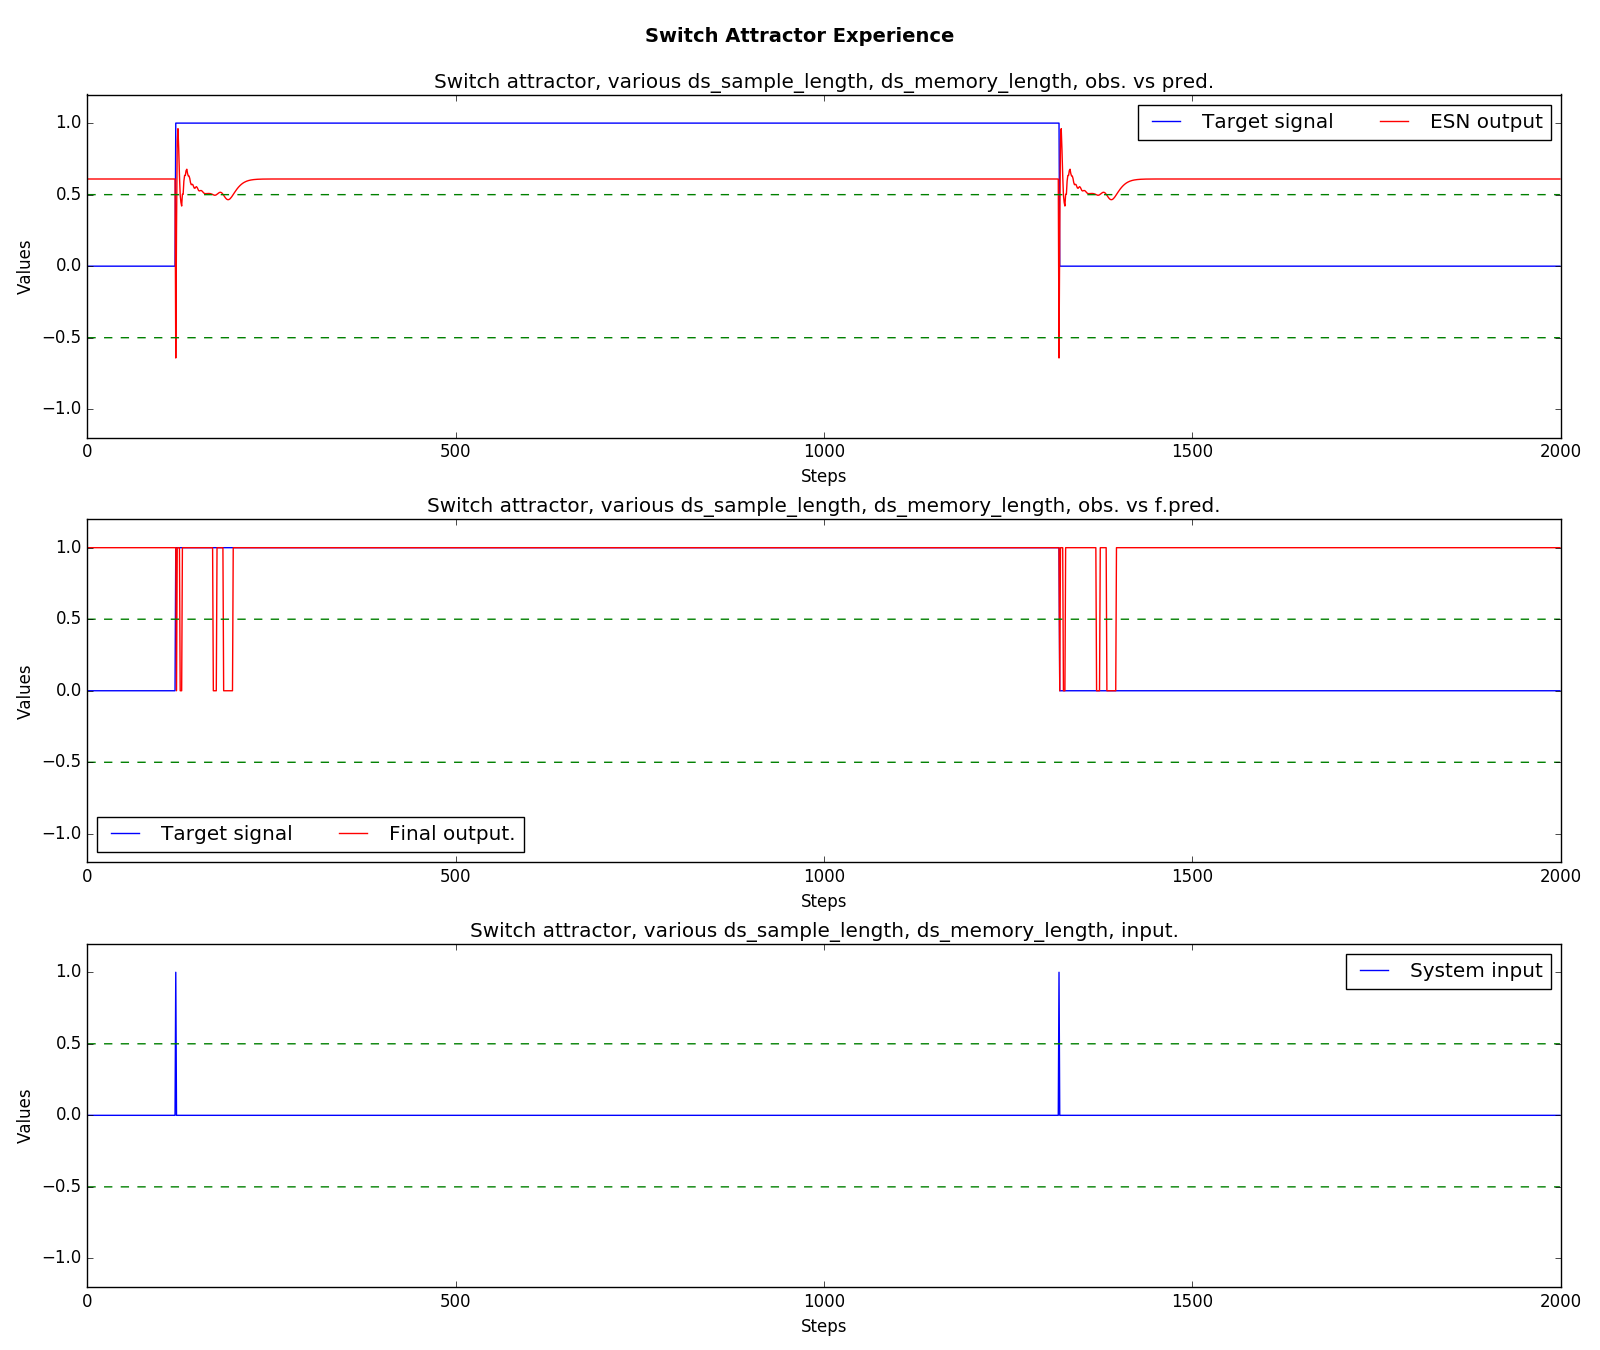 Switch Attractor Experience
Switch attractor, various ds_sample_length, ds_memory_length, obs. vs pred.
Target signal ESN output
1.0
0.5
0.0
−0.5
−1.0
Values
0 500 1000 1500 2000
Steps
Switch attractor, various ds_sample_length, ds_memory_length, obs. vs f.pred.
1.0
0.5
0.0
−0.5
−1.0
Values
Target signal Final output.
0 500 1000 1500 2000
Steps
Switch attractor, various ds_sample_length, ds_memory_length, input.
System input
1.0
0.5
0.0
−0.5
−1.0
Values
0 500 1000 1500 2000
Steps